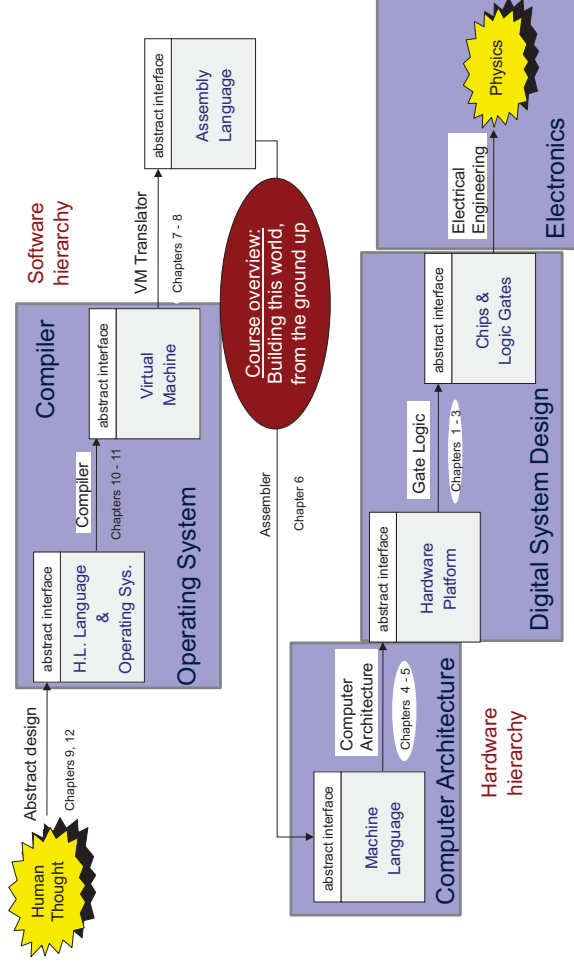 Human
Thought
Abstract design
Chapters 9, 12
abstract interface
H.L. Language
&
Operating Sys.
Compiler
Chapters 10 - 11
abstract interface
Virtual
Machine
Operating System
Compiler
Software
hierarchy
VM Translator
Chapters 7 - 8
abstract interface
Assembly
Language
Course overview:
Building this world,
from the ground up
Assembler
Chapter 6
abstract interface
Machine
Language
Computer
Architecture
Chapters 4 - 5
Computer Architecture
Hardware
hierarchy
abstract interface
Hardware
Platform
Gate Logic
Chapters 1 - 3
abstract interface
Chips &
Logic Gates
Digital System Design
Electrical
Engineering
Physics
Electronics